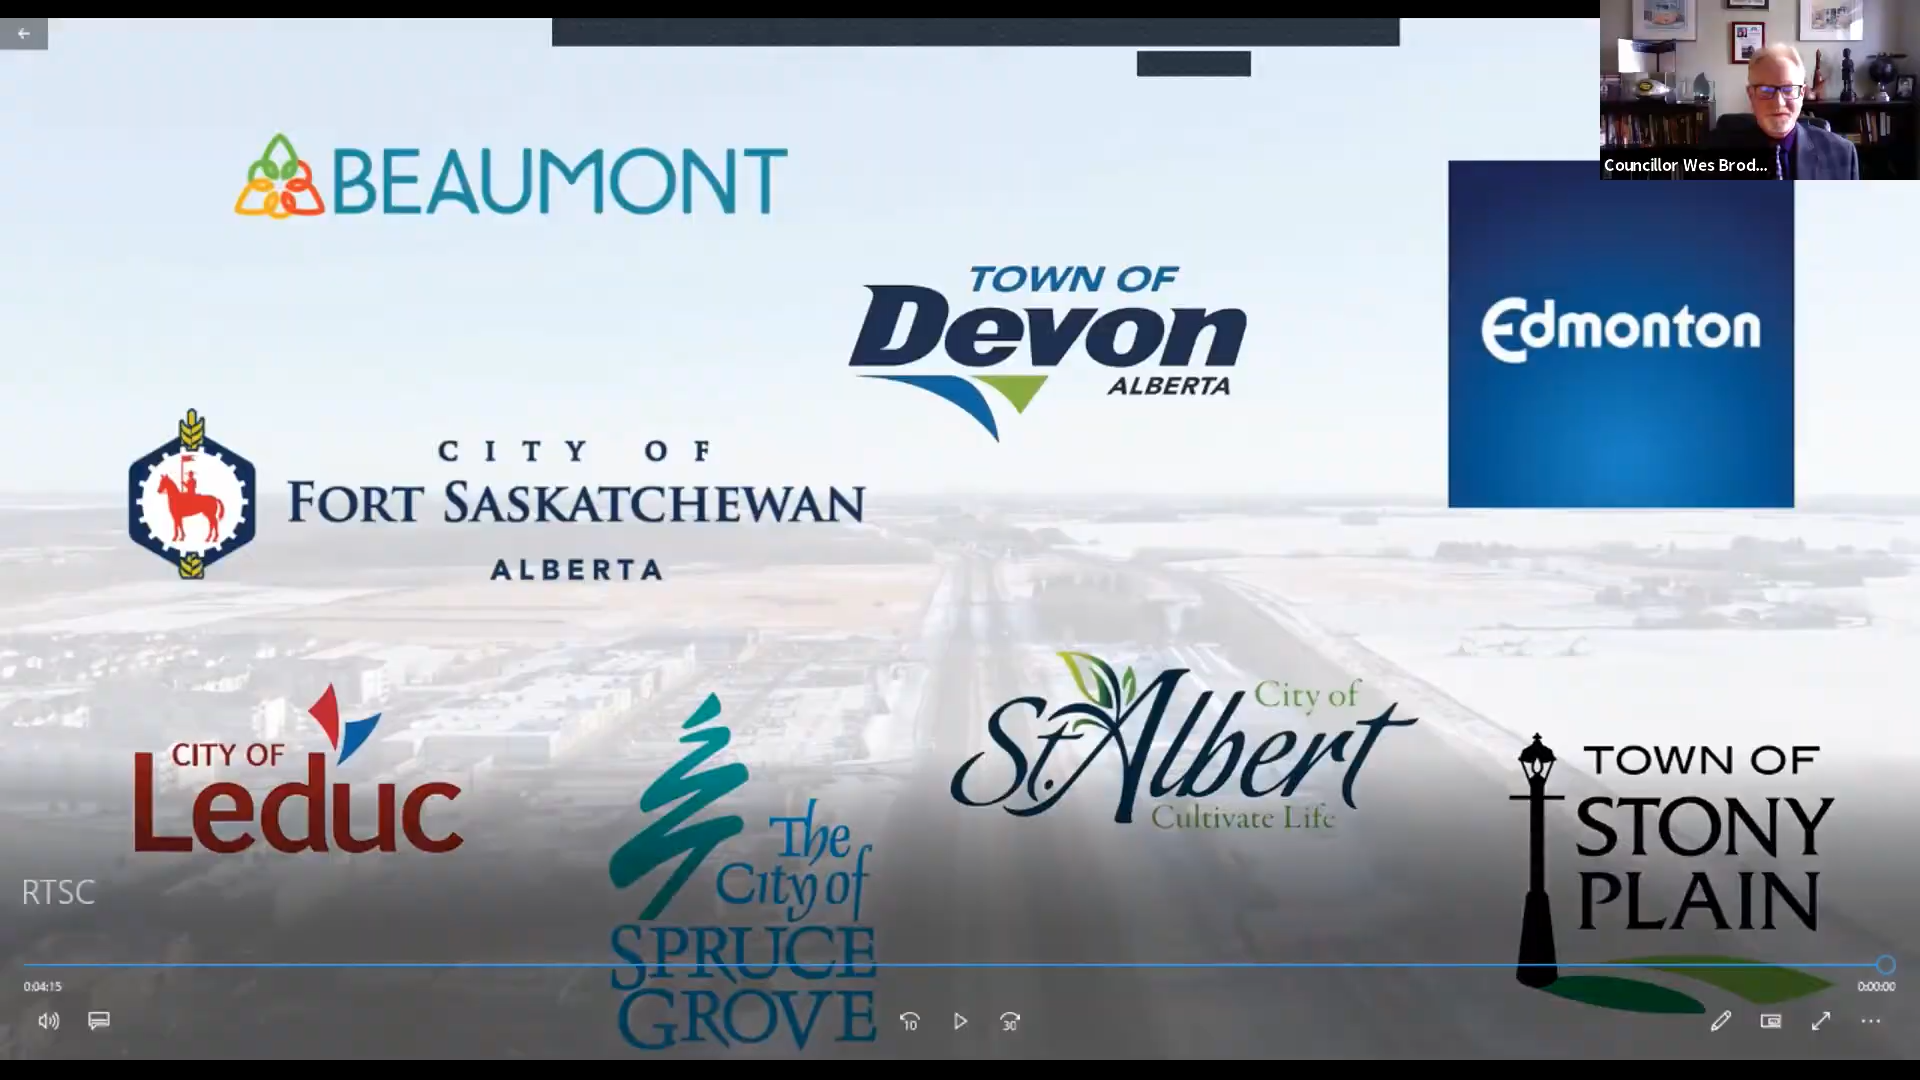 Councillor Wes Brod...
BEAUMONT
TOWN OF
Devon
ALBERTA
Edmonton
CITY OF
FORT SASKATCHEWAN
ALBERTA
CITY OF
Leduc
The
City of
SPRUCE
GROVE
City of
St. Albert
Cultivate Life
TOWN OF
STONY
PLAIN
RTSC
0:04:15
0:00:00
10
30